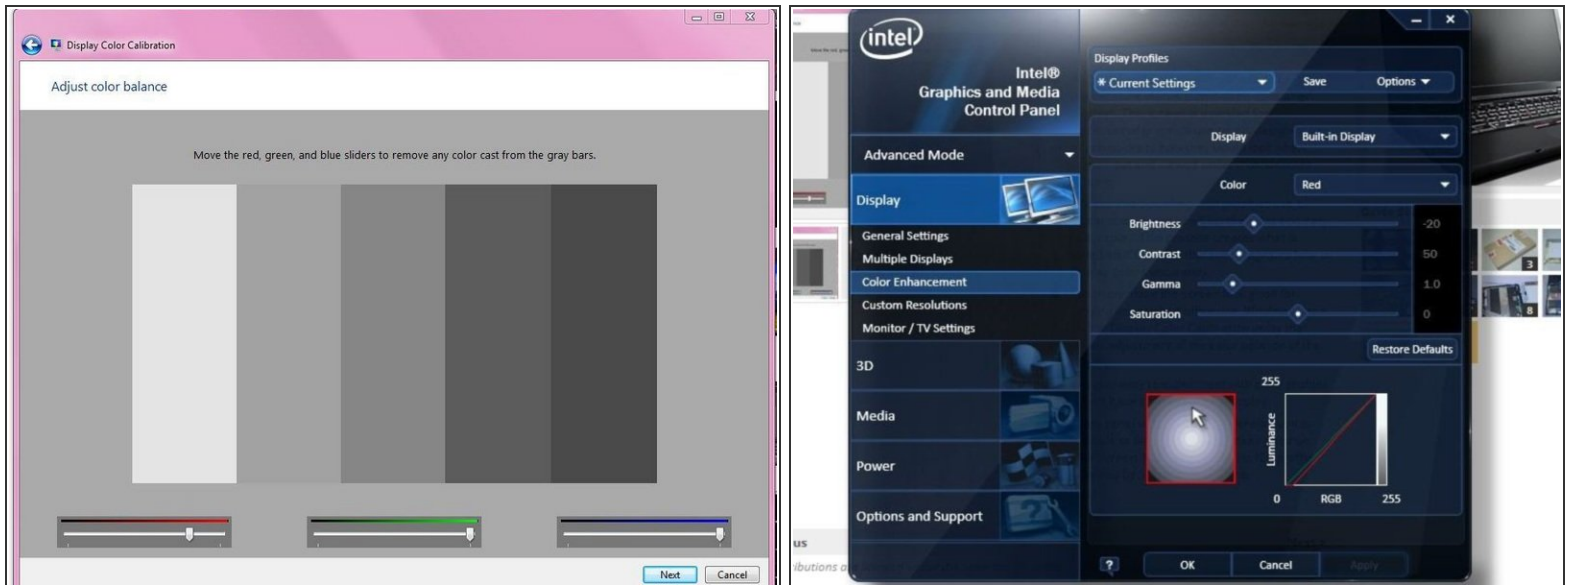 Display Color Calibration
Adjust color balance
Move the red, green, and blue sliders to remove any color cast from the gray bars.
Next
Cancel
intel
Intel®
Graphics and Media
Control Panel
Advanced Mode
Display
General Settings
Multiple Displays
Color Enhancement
Custom Resolutions
Monitor / TV Settings
3D
Media
Power
Options and Support
Display Profiles
* Current Settings
Save
Options
Display
Built-in Display
Color
Red
Brightness
-20
Contrast
50
Gamma
1.0
Saturation
0
Restore Defaults
255
Luminance
0
RGB
255
?
OK
Cancel
Apply
3
8
us